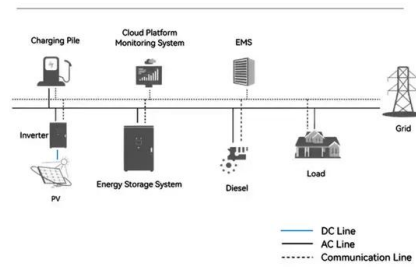 Charging Pile
Cloud Platform
Monitoring System
EMS
Grid
Inverter
PV
Energy Storage System
Diesel
Load
DC Line
AC Line
Communication Line